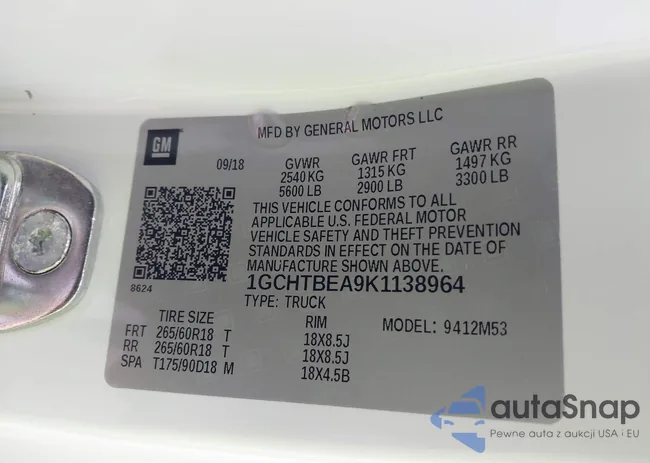 GM
MFD BY GENERAL MOTORS LLC
09/18 GVWR GAWR FRT GAWR RR
2540 KG 1315 KG 1497 KG
5600 LB 2900 LB 3300 LB
THIS VEHICLE CONFORMS TO ALL
APPLICABLE U.S. FEDERAL MOTOR
VEHICLE SAFETY AND THEFT PREVENTION
STANDARDS IN EFFECT ON THE DATE OF
MANUFACTURE SHOWN ABOVE.
8624 1GCHTBEA9K1138964
TYPE: TRUCK
TIRE SIZE RIM MODEL: 9412M53
FRT 265/60R18 T 18X8.5J
RR 265/60R18 T 18X8.5J
SPA T175/90D18 M 18X4.5B
autoSnap
Pewne auta z aukcji USA i EU